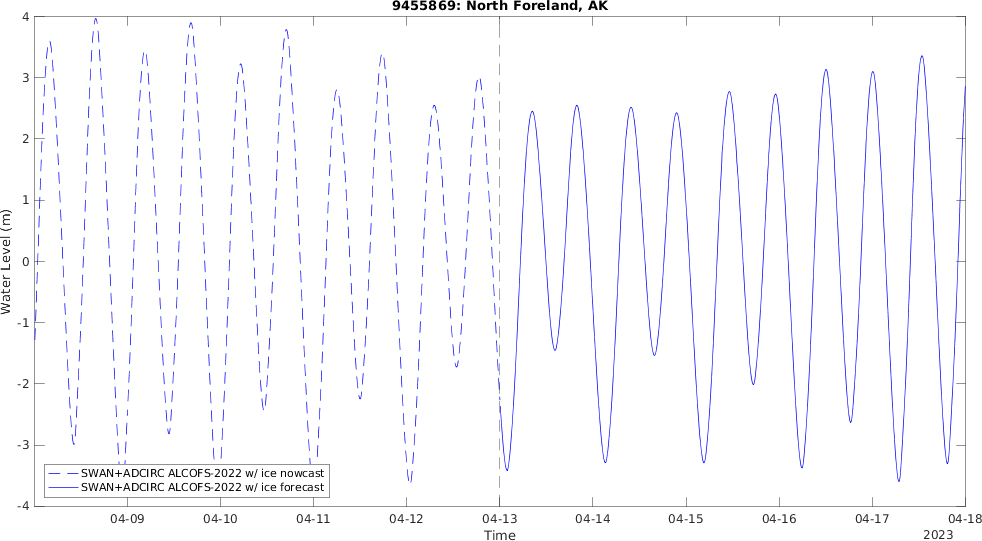 9455869: North Foreland, AK
Water Level (m)
4
3
2
1
0
-1
-2
-3
-4
SWAN+ADCIRC ALCOFS-2022 w/ ice nowcast
SWAN+ADCIRC ALCOFS-2022 w/ ice forecast
04-09 04-10 04-11 04-12 04-13 04-14 04-15 04-16 04-17 04-18
Time
2023